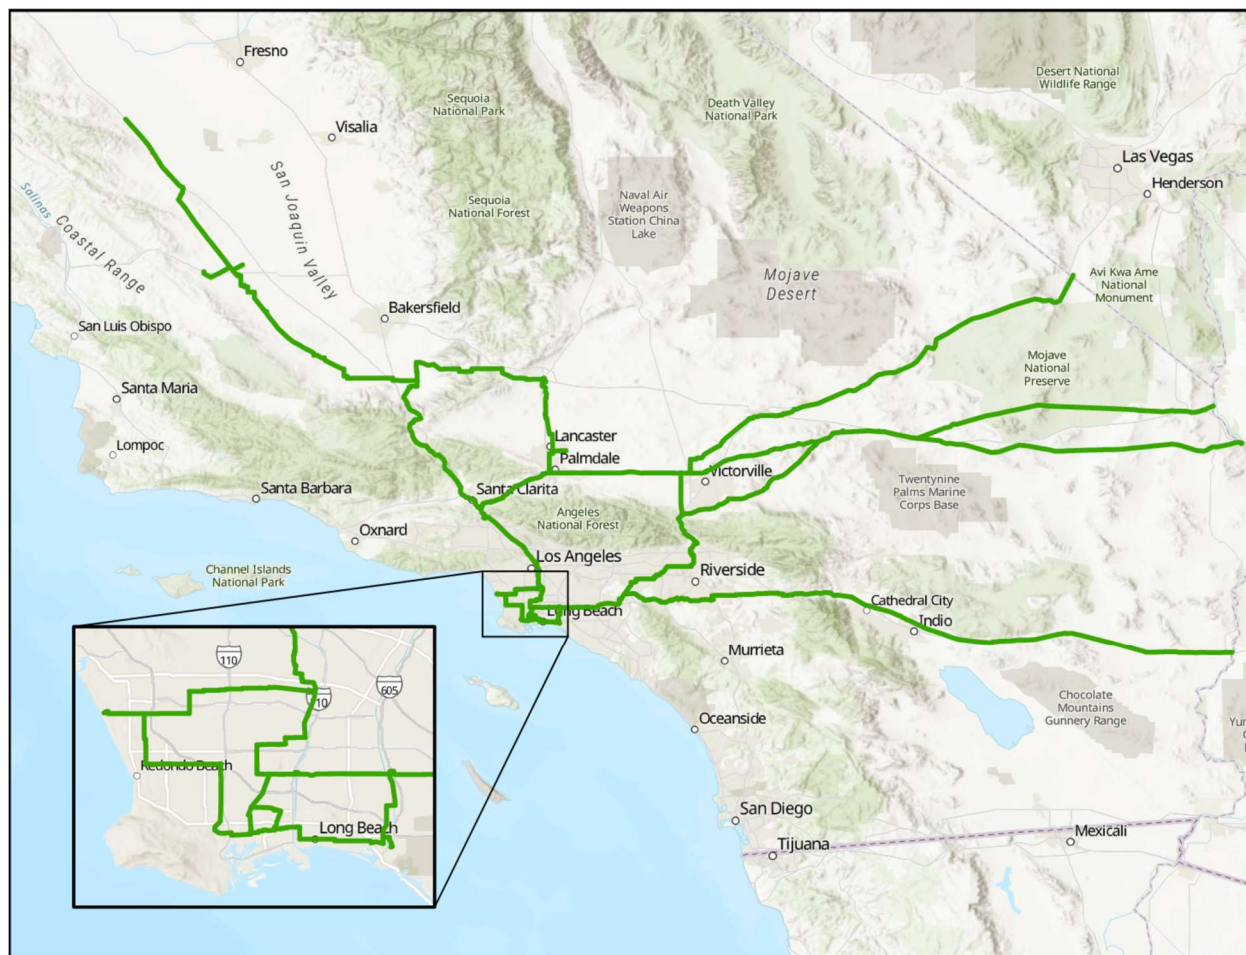 Fresno
Visalia
Sequoia
National Park
Death Valley
National Park
Desert National
Wildlife Range
Las Vegas
Henderson
San Joaquin Valley
Salinas
Coastal Range
Sequoia
National Forest
Naval Air
Weapons
Station China
Lake
Mojave
Desert
Avi Kwa Ame
National
Monument
Bakersfield
San Luis Obispo
Mojave
National
Preserve
Santa Maria
Lompoc
Lancaster
Palmdale
Victorville
Santa Barbara
Santa Clarita
Twentynine
Palms Marine
Corps Base
Oxnard
Angeles
National Forest
Los Angeles
Channel Islands
National Park
Riverside
Long Beach
Cathedral City
Indio
Murrieta
Chocolate
Mountains
Gunnery Range
Oceanside
San Diego
Tijuana
Mexicali
110
605
10
Redondo Beach
Long Beach